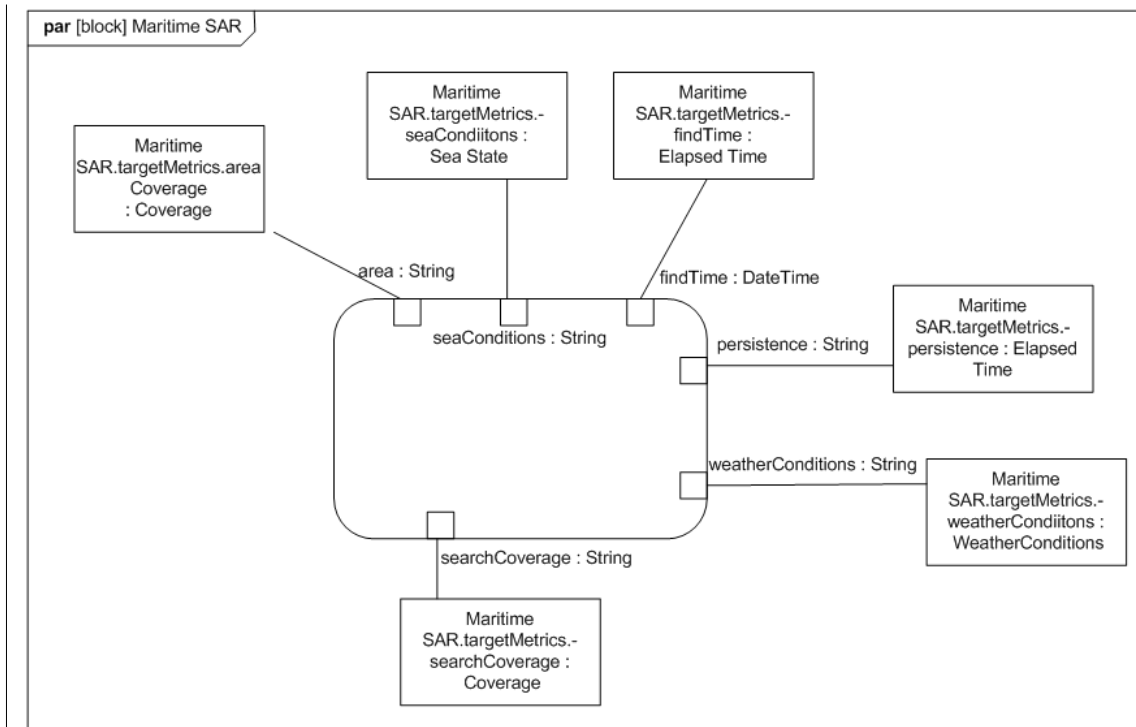 par [block] Maritime SAR
Maritime
SAR.targetMetrics.-
seaCondiitons :
Sea State
Maritime
SAR.targetMetrics.-
findTime :
Elapsed Time
Maritime
SAR.targetMetrics.area
Coverage
: Coverage
area : String
findTime : DateTime
seaConditions : String
persistence : String
Maritime
SAR.targetMetrics.-
persistence : Elapsed
Time
weatherConditions : String
Maritime
SAR.targetMetrics.-
weatherCondiitons :
WeatherConditions
searchCoverage : String
Maritime
SAR.targetMetrics.-
searchCoverage :
Coverage